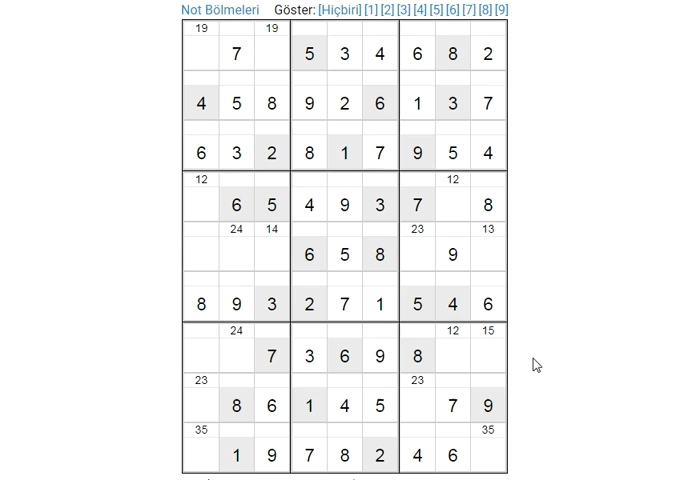 Not Bölmeleri Göster: [Hiçbiri] [1] [2] [3] [4] [5] [6] [7] [8] [9]
19 19
7 5 3 4 6 8 2
4 5 8 9 2 6 1 3 7
6 3 2 8 1 7 9 5 4
12 12
6 5 4 9 3 7 8
24 14 23 13
6 5 8 9
8 9 3 2 7 1 5 4 6
24 12 15
7 3 6 9 8
23 23
8 6 1 4 5 7 9
35 35
1 9 7 8 2 4 6